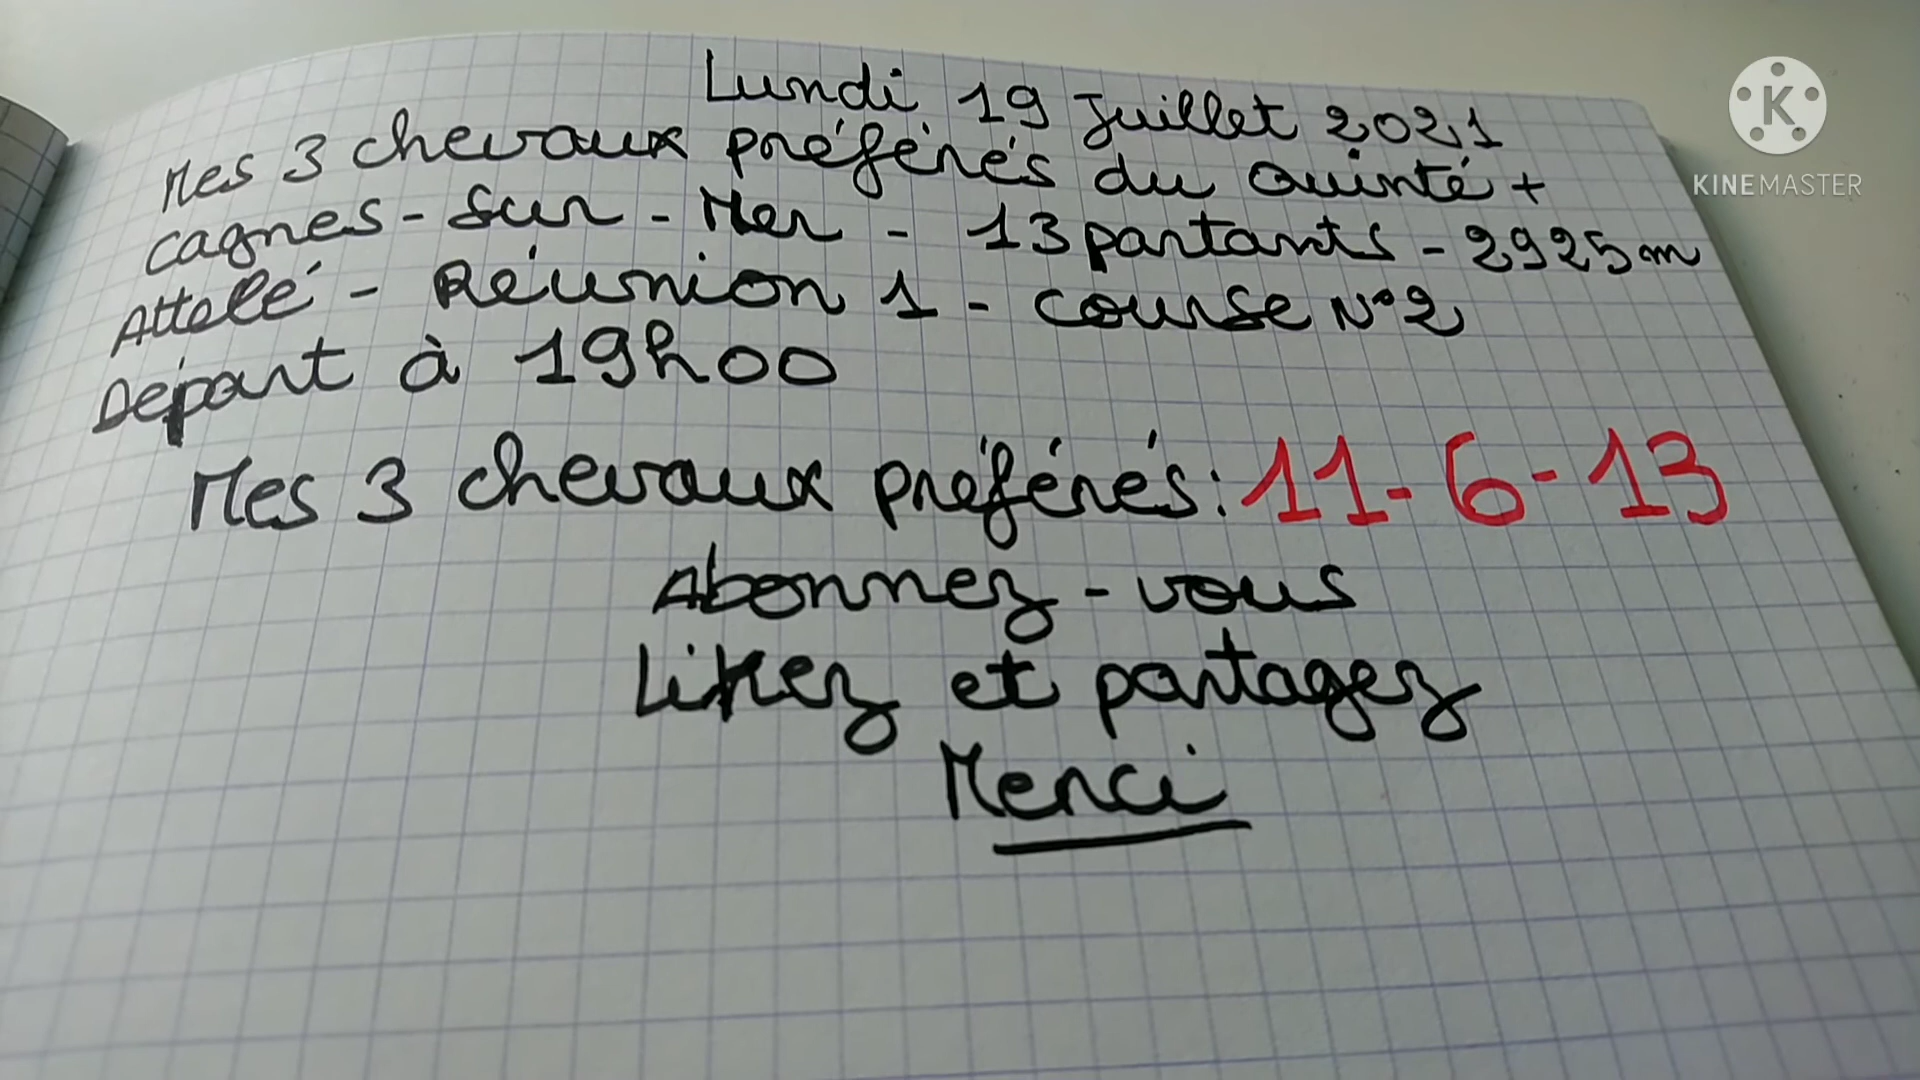 Lundi 19 Juillet 2021
Mes 3 chevaux préférés du Quinté +
Cagnes-Sur-Mer - 13 partants - 2925m
Attelé - Réunion 1 - course N°2
Départ à 19h00
Mes 3 chevaux préférés: 11-6-13
Abonnez-vous
Likez et partagez
Merci
K
KINEMASTER